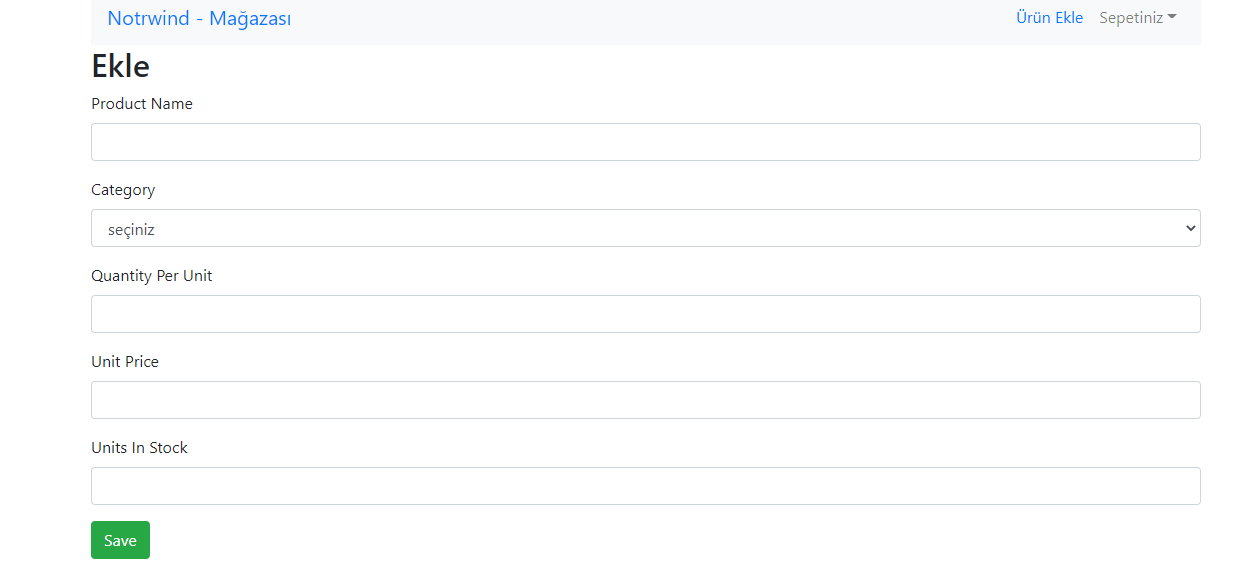 Notrwind - Mağazası
Ürün Ekle Sepetiniz
Ekle
Product Name
Category
seçiniz
Quantity Per Unit
Unit Price
Units In Stock
Save